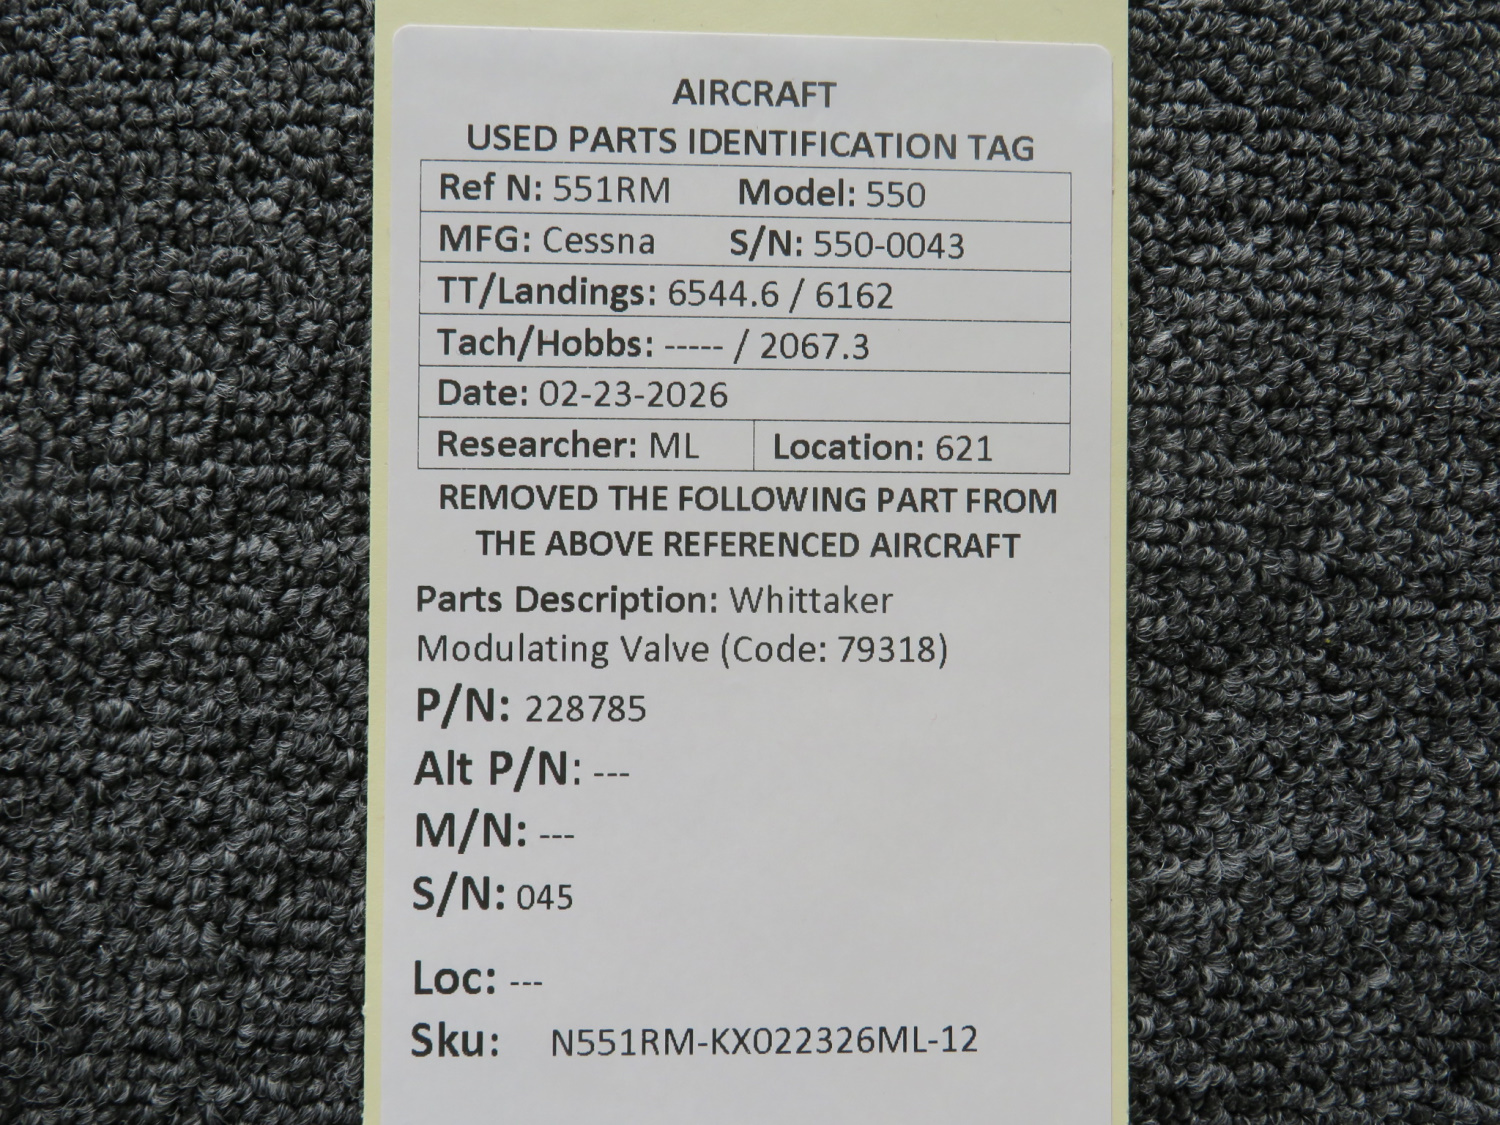 AIRCRAFT
USED PARTS IDENTIFICATION TAG
Ref N: 551RM Model: 550
MFG: Cessna S/N: 550-0043
TT/Landings: 6544.6 / 6162
Tach/Hobbs: ----- / 2067.3
Date: 02-23-2026
Researcher: ML Location: 621
REMOVED THE FOLLOWING PART FROM
THE ABOVE REFERENCED AIRCRAFT
Parts Description: Whittaker
Modulating Valve (Code: 79318)
P/N: 228785
Alt P/N: ---
M/N: ---
S/N: 045
Loc: ---
Sku: N551RM-KX022326ML-12